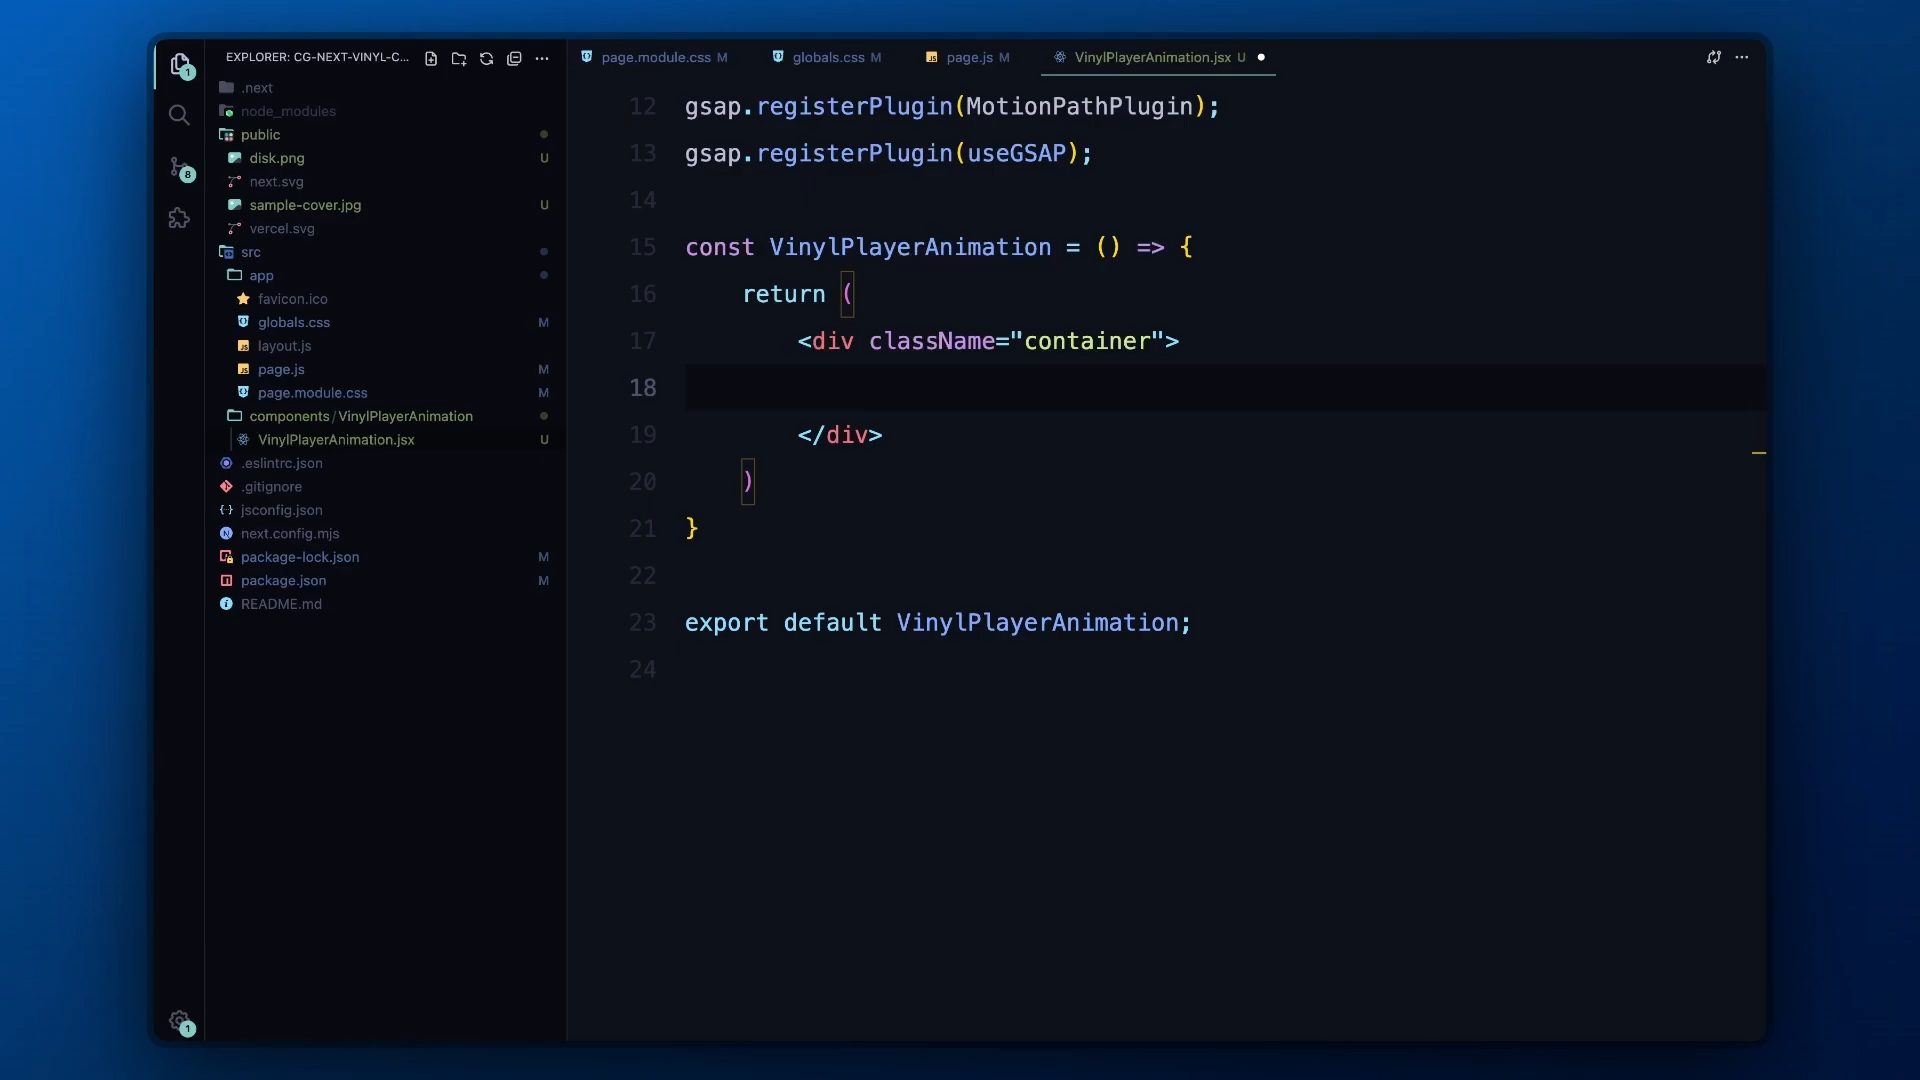 EXPLORER: CG-NEXT-VINYL-C...
.next
node_modules
public
disk.png U
next.svg
sample-cover.jpg U
vercel.svg
src
app
favicon.ico
globals.css M
layout.js
page.js M
page.module.css M
components / VinylPlayerAnimation
VinylPlayerAnimation.jsx U
.eslintrc.json
.gitignore
jsconfig.json
next.config.mjs
package-lock.json M
package.json M
README.md
1
8
1
page.module.css M
globals.css M
page.js M
VinylPlayerAnimation.jsx U
12 gsap.registerPlugin(MotionPathPlugin);
13 gsap.registerPlugin(useGSAP);
14
15 const VinylPlayerAnimation = () => {
16 return (
17 <div className="container">
18
19 </div>
20 )
21 }
22
23 export default VinylPlayerAnimation;
24